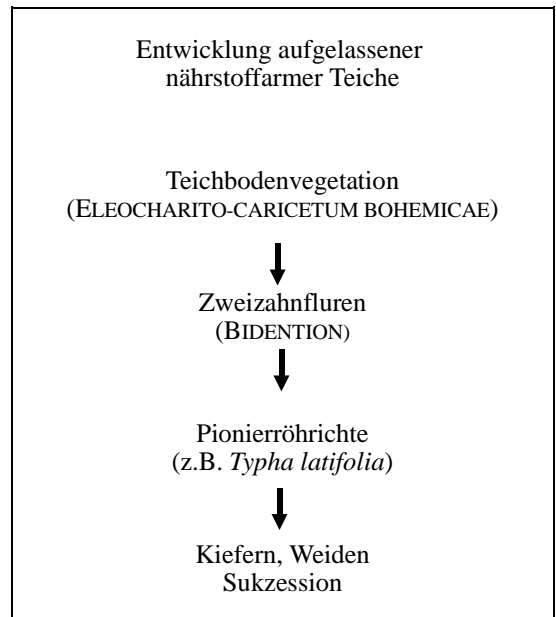 Entwicklung aufgelassener
nährstoffarmer Teiche
Teichbodenvegetation
(ELEOCHARITO-CARICETUM BOHEMICAE)
Zweizahnfluren
(BIDENTION)
Pionierröhrichte
(z.B. Typha latifolia)
Kiefern, Weiden
Sukzession